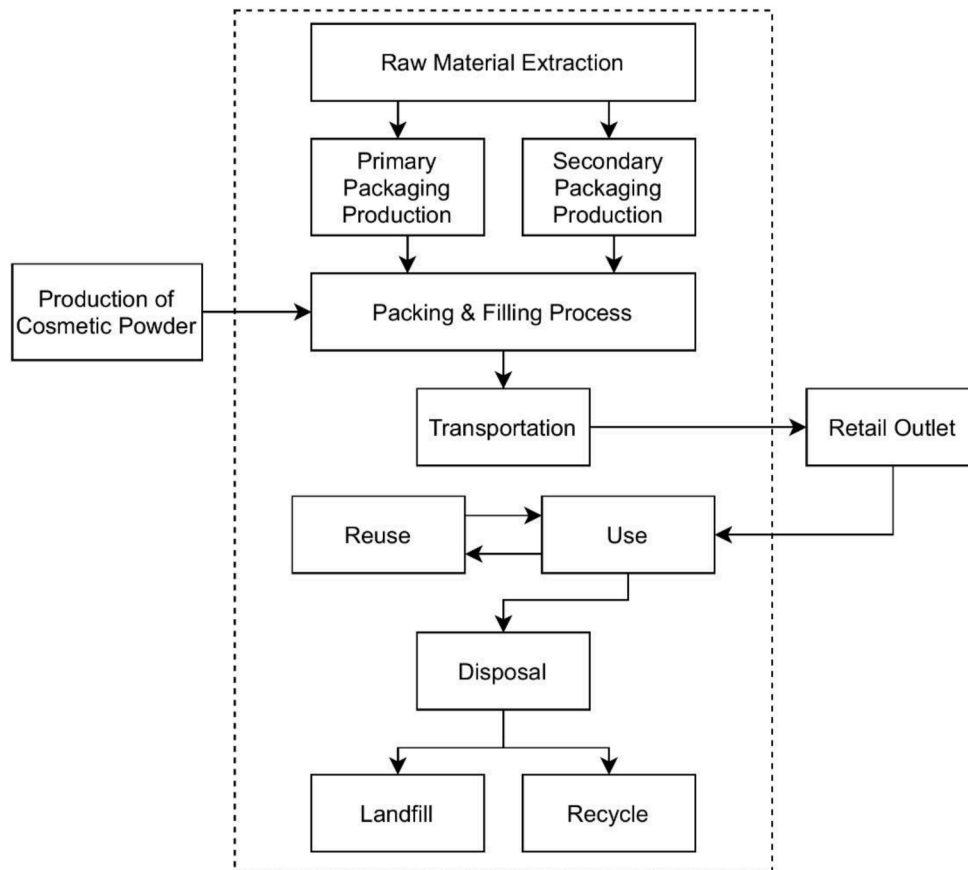 Raw Material Extraction
Primary
Packaging
Production
Secondary
Packaging
Production
Production of
Cosmetic Powder
Packing & Filling Process
Transportation
Retail Outlet
Reuse
Use
Disposal
Landfill
Recycle